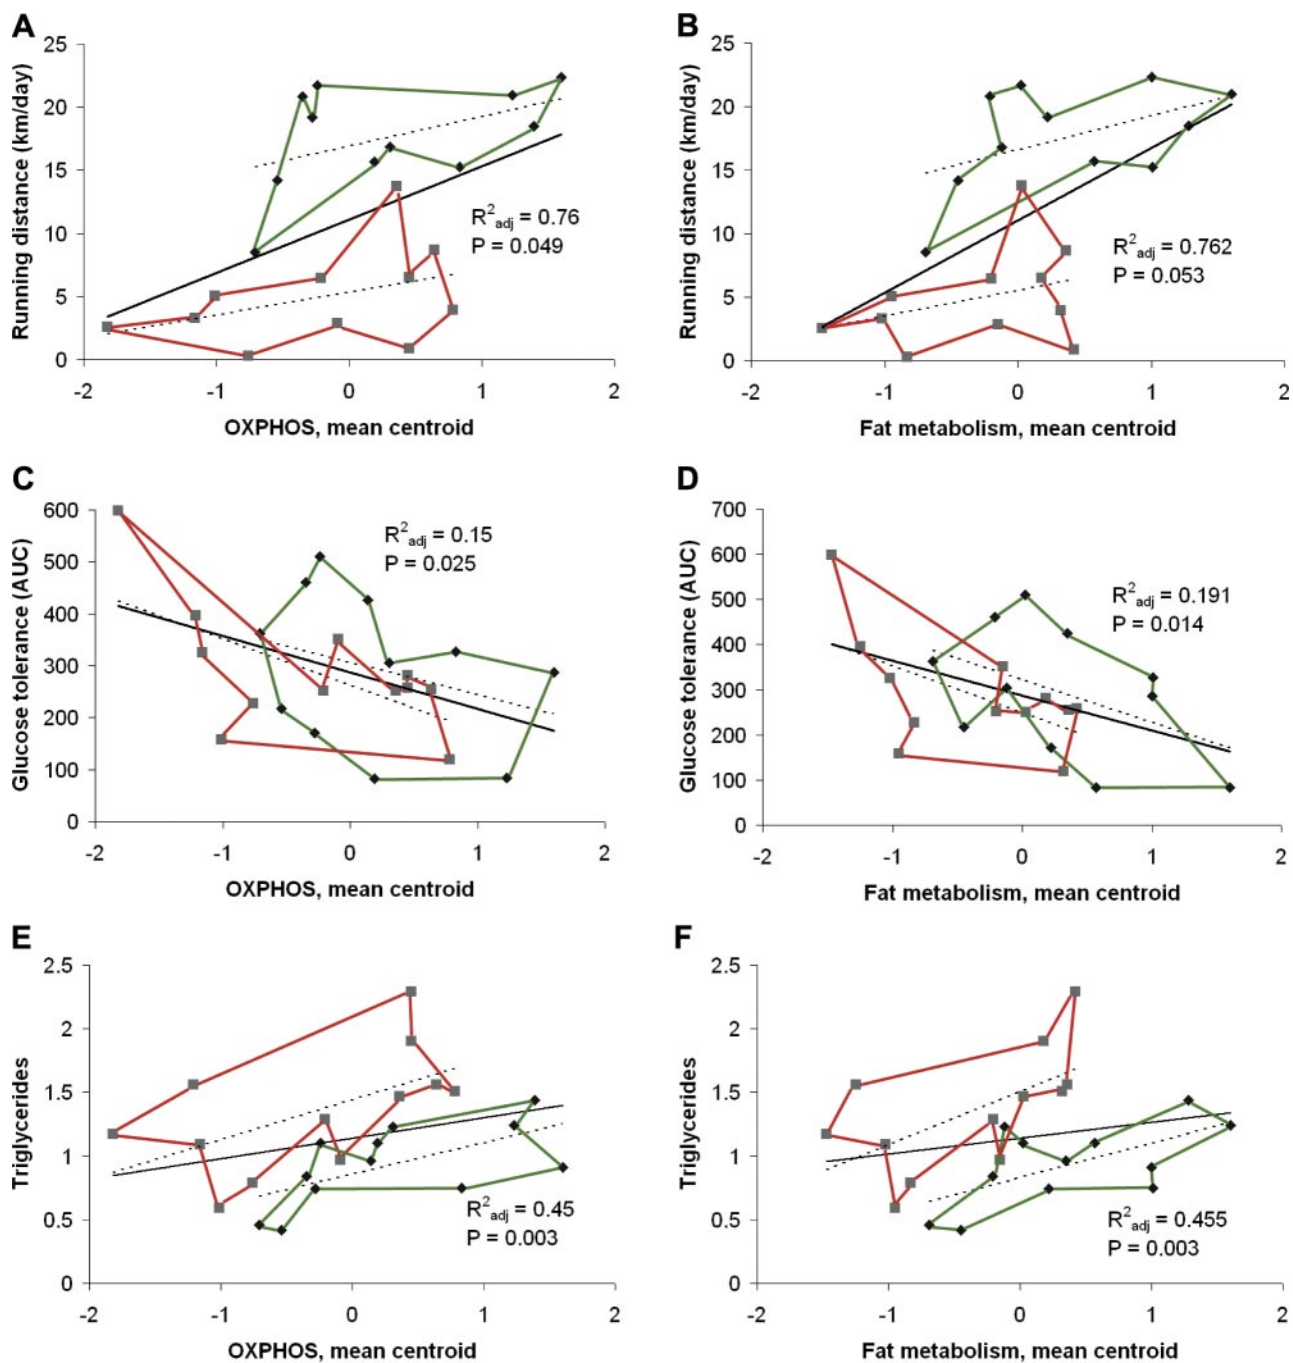 A
25
20
15
10
5
0
Running distance (km/day)
R²adj = 0.76
P = 0.049
-2 -1 0 1 2
OXPHOS, mean centroid
B
25
20
15
10
5
0
Running distance (km/day)
R²adj = 0.762
P = 0.053
-2 -1 0 1 2
Fat metabolism, mean centroid
C
600
500
400
300
200
100
0
Glucose tolerance (AUC)
R²adj = 0.15
P = 0.025
-2 -1 0 1 2
OXPHOS, mean centroid
D
700
600
500
400
300
200
100
0
Glucose tolerance (AUC)
R²adj = 0.191
P = 0.014
-2 -1 0 1 2
Fat metabolism, mean centroid
E
2.5
2
1.5
1
0.5
0
Triglycerides
R²adj = 0.45
P = 0.003
-2 -1 0 1 2
OXPHOS, mean centroid
F
2.5
2
1.5
1
0.5
0
Triglycerides
R²adj = 0.455
P = 0.003
-2 -1 0 1 2
Fat metabolism, mean centroid